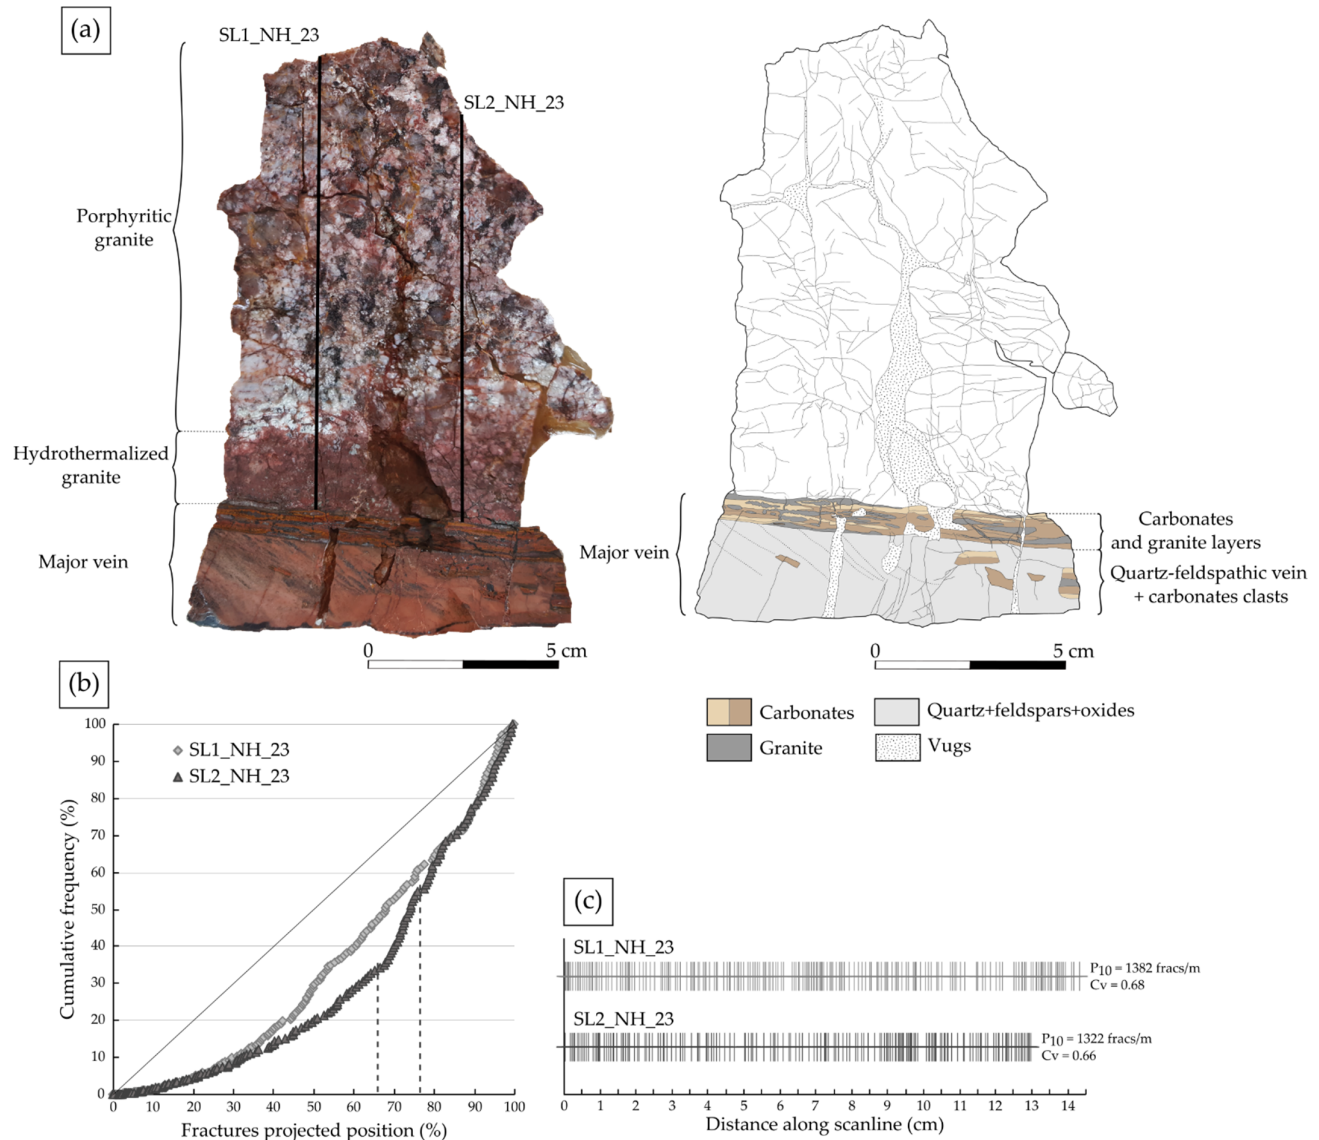 (a)
SL1_NH_23
SL2_NH_23
Porphyritic
granite
Hydrothermalized
granite
Major vein
0 5 cm
Major vein
Carbonates
and granite layers
Quartz-feldspathic vein
+ carbonates clasts
0 5 cm
Carbonates
Quartz+feldspars+oxides
Granite
Vugs
(b)
SL1_NH_23
SL2_NH_23
Cumulative frequency (%)
100
90
80
70
60
50
40
30
20
10
0
0 10 20 30 40 50 60 70 80 90 100
Fractures projected position (%)
(c)
SL1_NH_23
P10 = 1382 fracs/m
Cv = 0.68
SL2_NH_23
P10 = 1322 fracs/m
Cv = 0.66
0 1 2 3 4 5 6 7 8 9 10 11 12 13 14
Distance along scanline (cm)